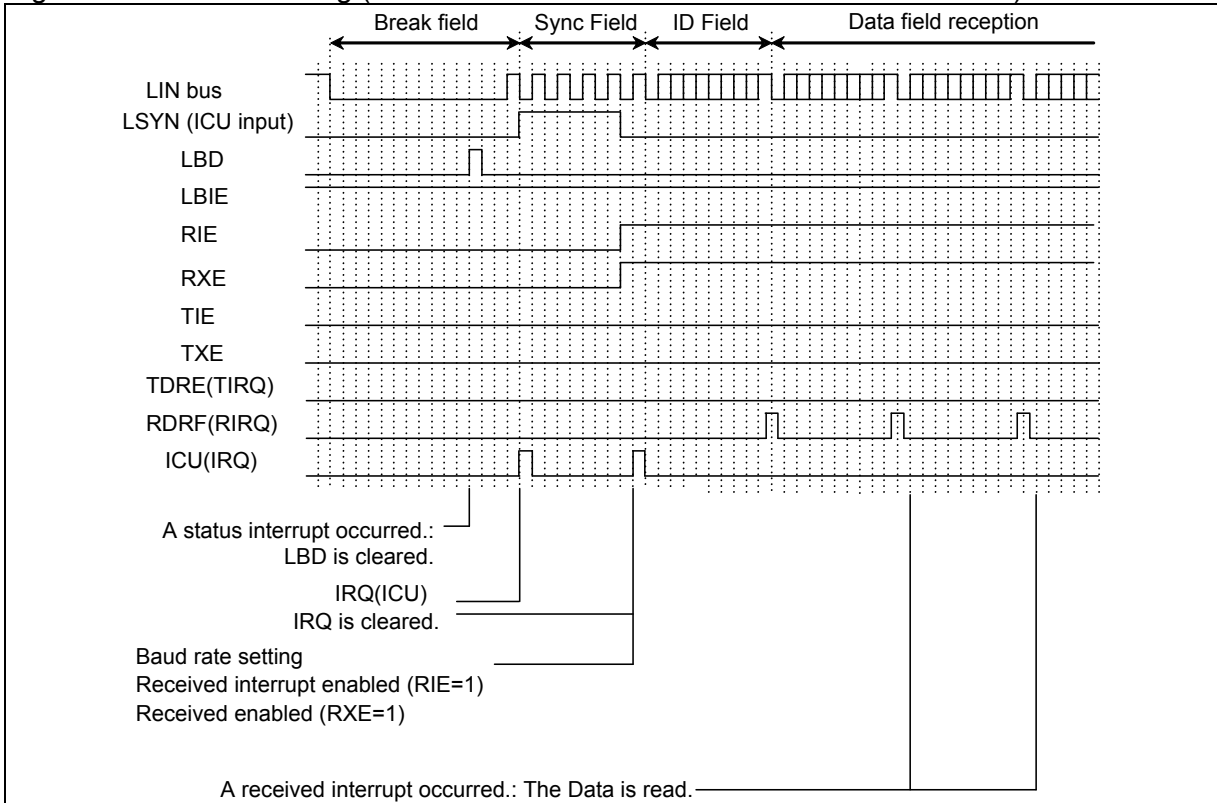 Break field Sync Field ID Field Data field reception
LIN bus
LSYN (ICU input)
LBD
LBIE
RIE
RXE
TIE
TXE
TDRE(TIRQ)
RDRF(RIRQ)
ICU(IRQ)
A status interrupt occurred.:
LBD is cleared.
IRQ(ICU)
IRQ is cleared.
Baud rate setting
Received interrupt enabled (RIE=1)
Received enabled (RXE=1)
A received interrupt occurred.: The Data is read.